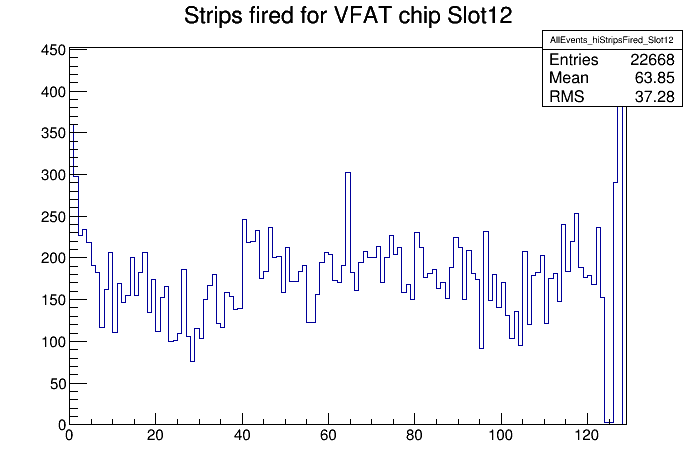 Strips fired for VFAT chip Slot12
AllEvents_hiStripsFired_Slot12
Entries 22668
Mean 63.85
RMS 37.28
450
400
350
300
250
200
150
100
50
0
0 20 40 60 80 100 120